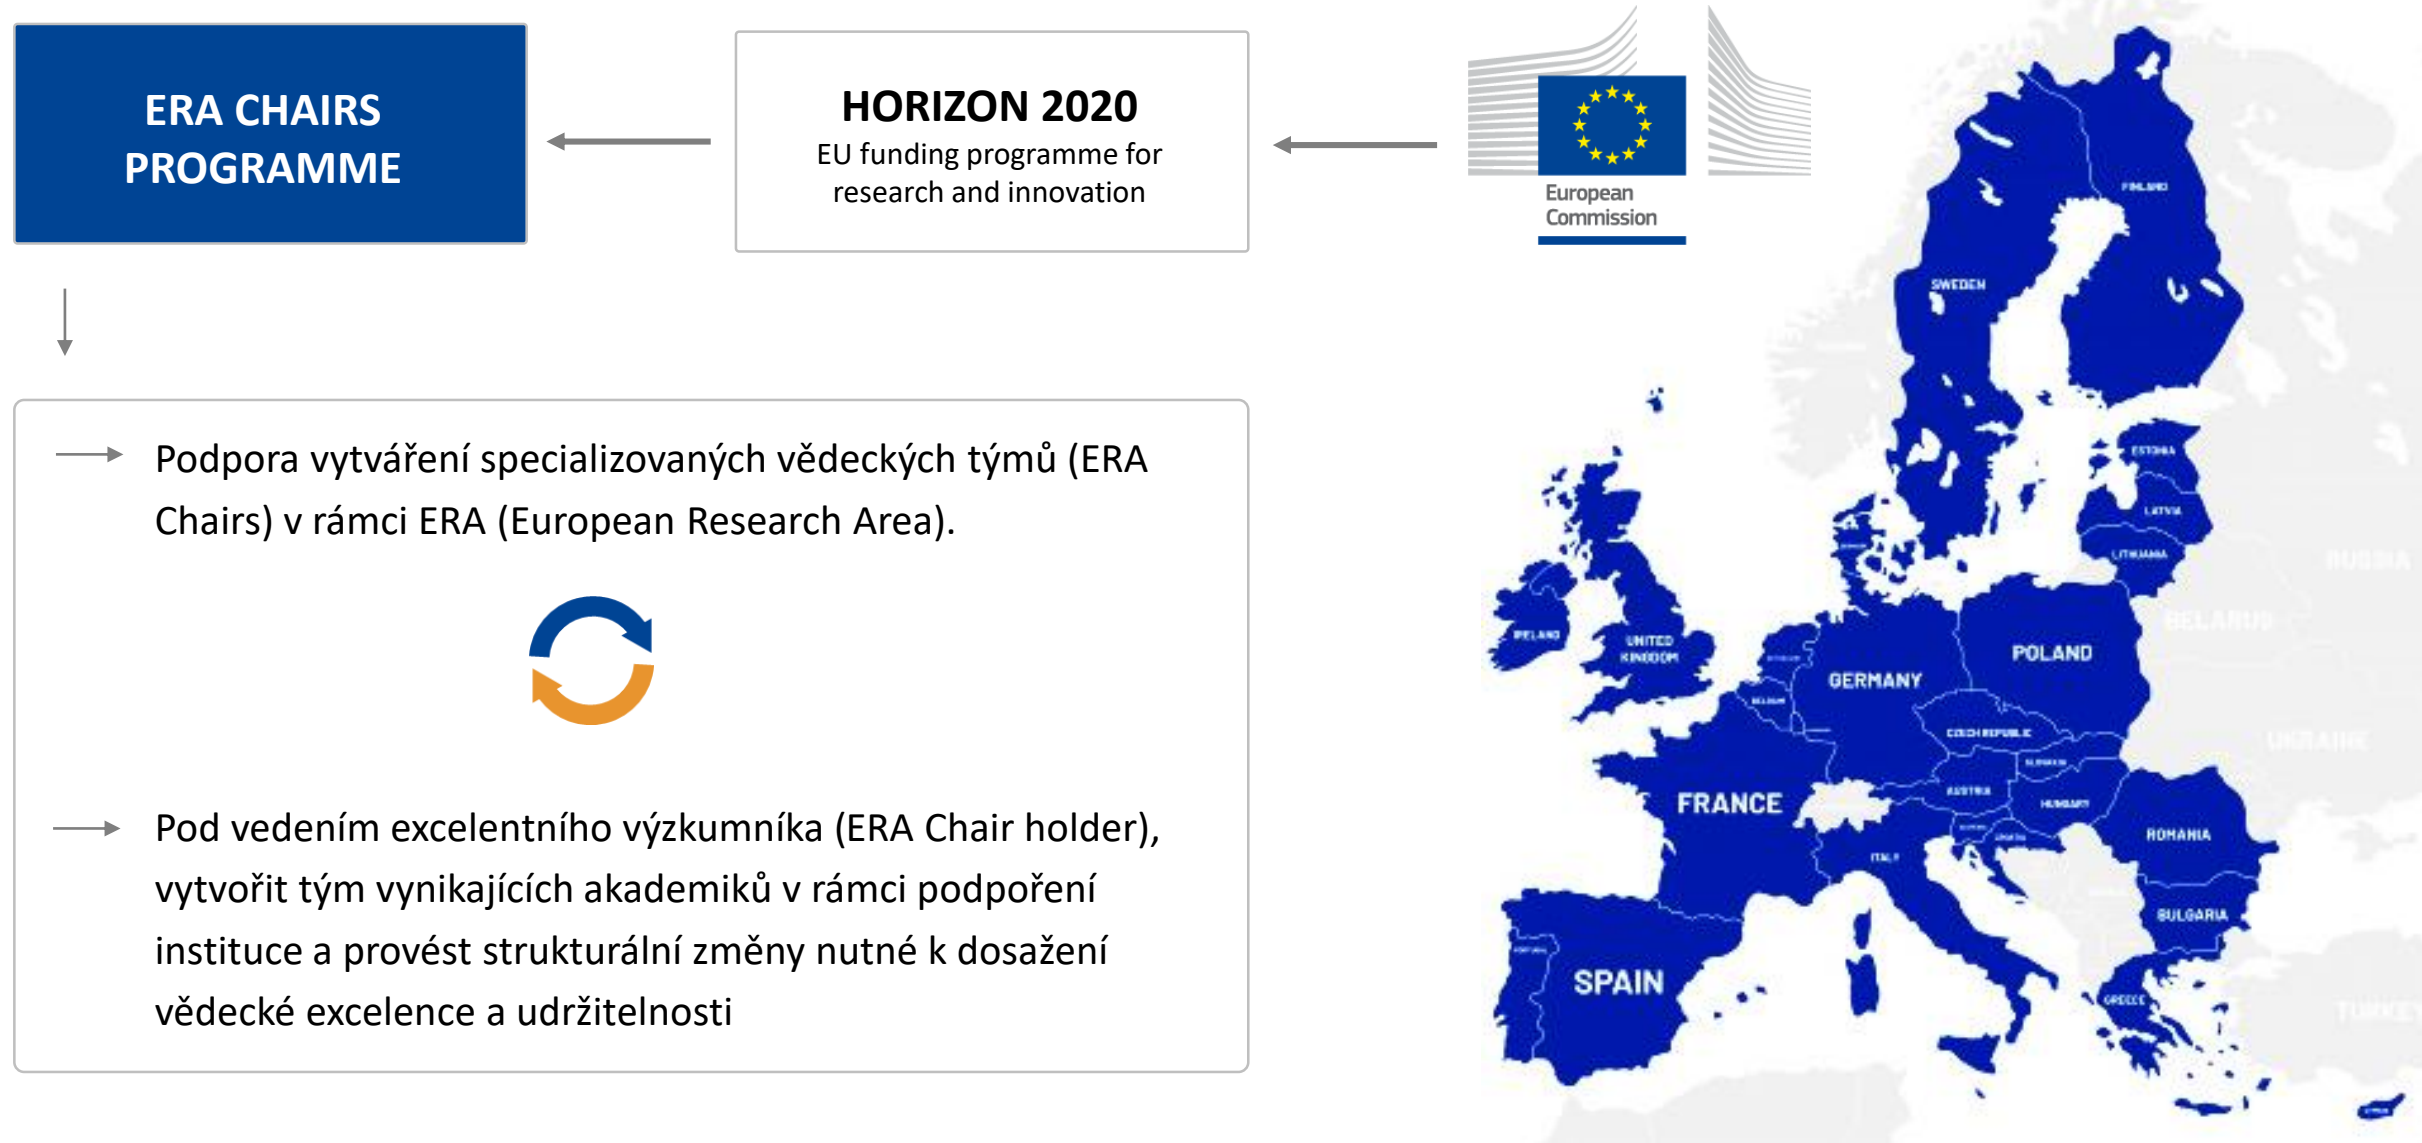 ERA CHAIRS
PROGRAMME
HORIZON 2020
EU funding programme for
research and innovation
European
Commission
Podpora vytváření specializovaných vědeckých týmů (ERA
Chairs) v rámci ERA (European Research Area).
Pod vedením excelentního výzkumníka (ERA Chair holder),
vytvořit tým vynikajících akademiků v rámci podpoření
instituce a provést strukturální změny nutné k dosažení
vědecké excelence a udržitelnosti
FINLAND
SWEDEN
ESTONIA
LATVIA
LITHUANIA
RUSSIA
BELARUS
IRELAND
UNITED
KINGDOM
POLAND
GERMANY
BELGIUM
CZECH REPUBLIC
UKRAINE
SLOVAKIA
AUSTRIA
HUNGARY
FRANCE
ROMANIA
ITALY
BULGARIA
PORTUGAL
SPAIN
GREECE
TURKEY